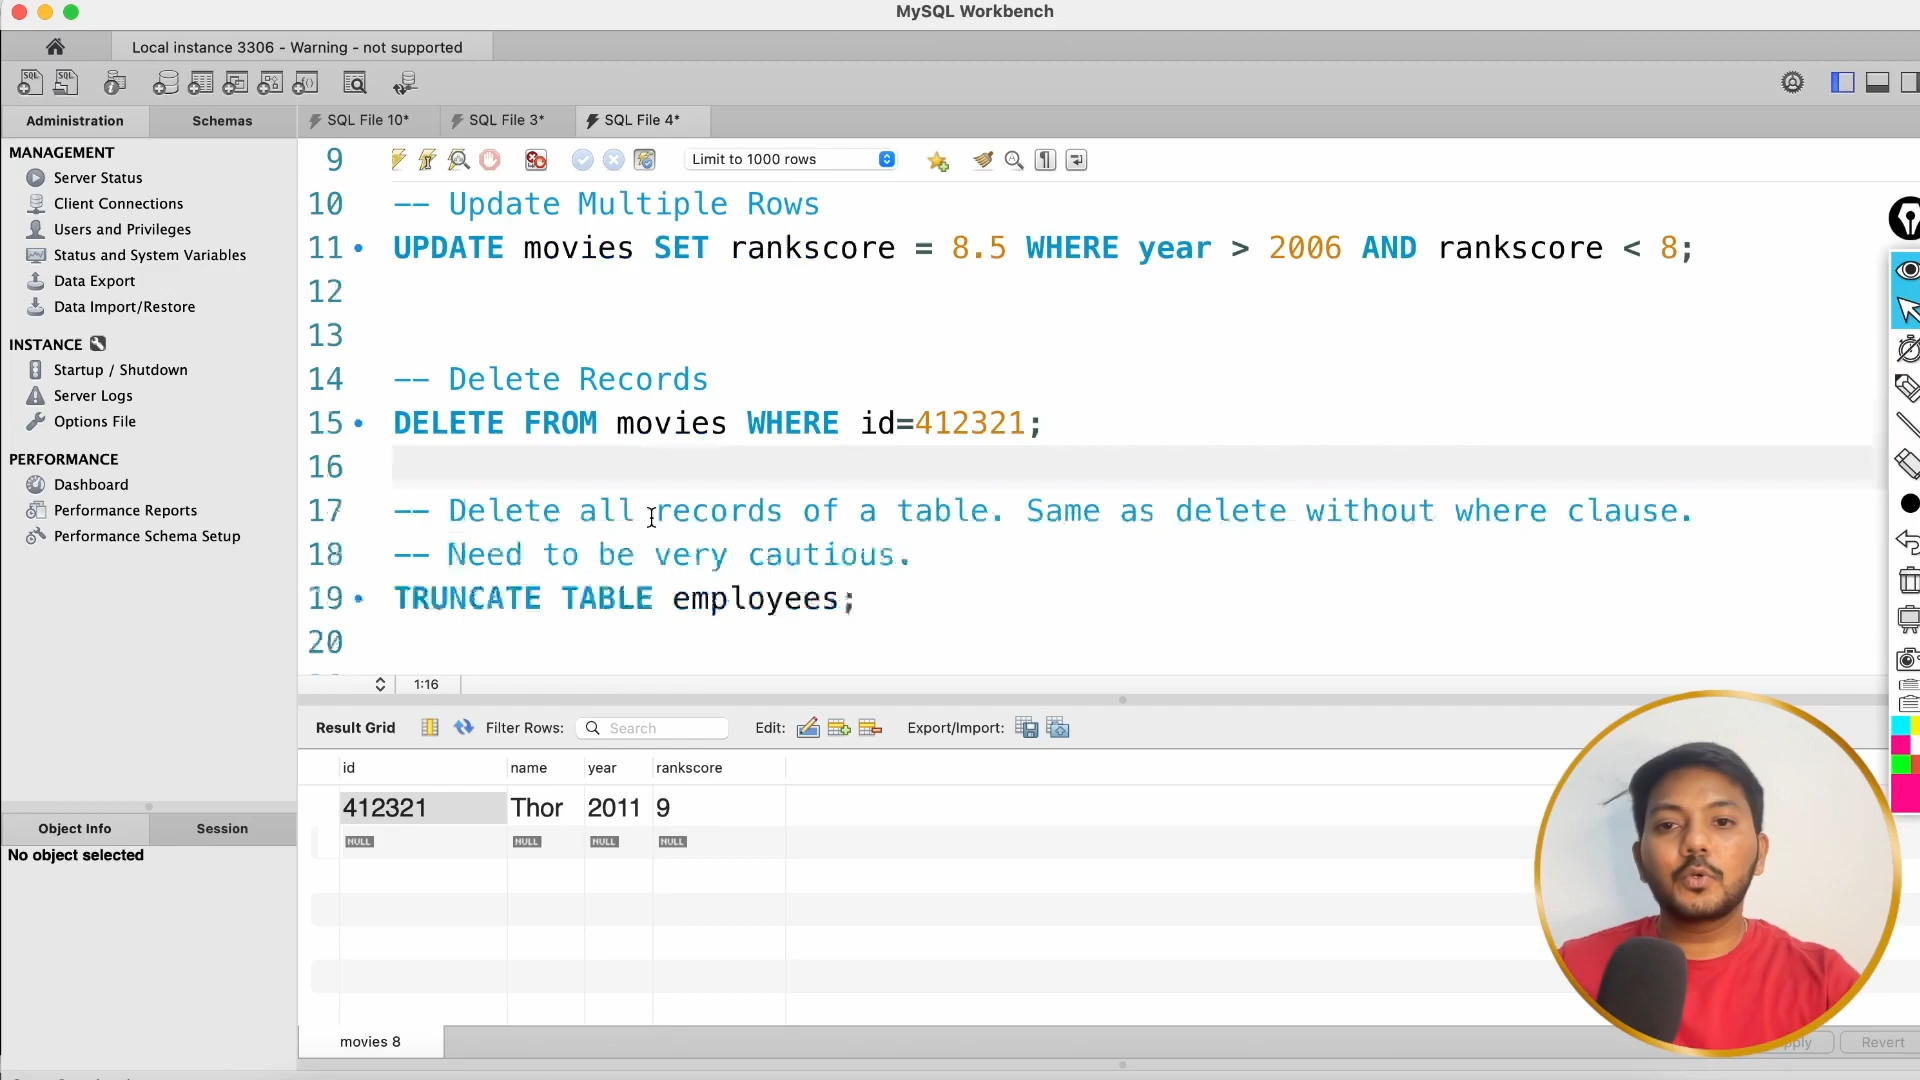 MySQL Workbench
Local instance 3306 - Warning - not supported
Administration
Schemas
SQL File 10*
SQL File 3*
SQL File 4*
MANAGEMENT
Server Status
Client Connections
Users and Privileges
Status and System Variables
Data Export
Data Import/Restore
INSTANCE
Startup / Shutdown
Server Logs
Options File
PERFORMANCE
Dashboard
Performance Reports
Performance Schema Setup
Object Info
Session
No object selected
Limit to 1000 rows
9
10 -- Update Multiple Rows
11 UPDATE movies SET rankscore = 8.5 WHERE year > 2006 AND rankscore < 8;
12
13
14 -- Delete Records
15 DELETE FROM movies WHERE id=412321;
16
17 -- Delete all records of a table. Same as delete without where clause.
18 -- Need to be very cautious.
19 TRUNCATE TABLE employees;
20
1:16
Result Grid
Filter Rows:
Search
Edit:
Export/Import:
id name year rankscore
412321 Thor 2011 9
NULL NULL NULL NULL
movies 8
Revert